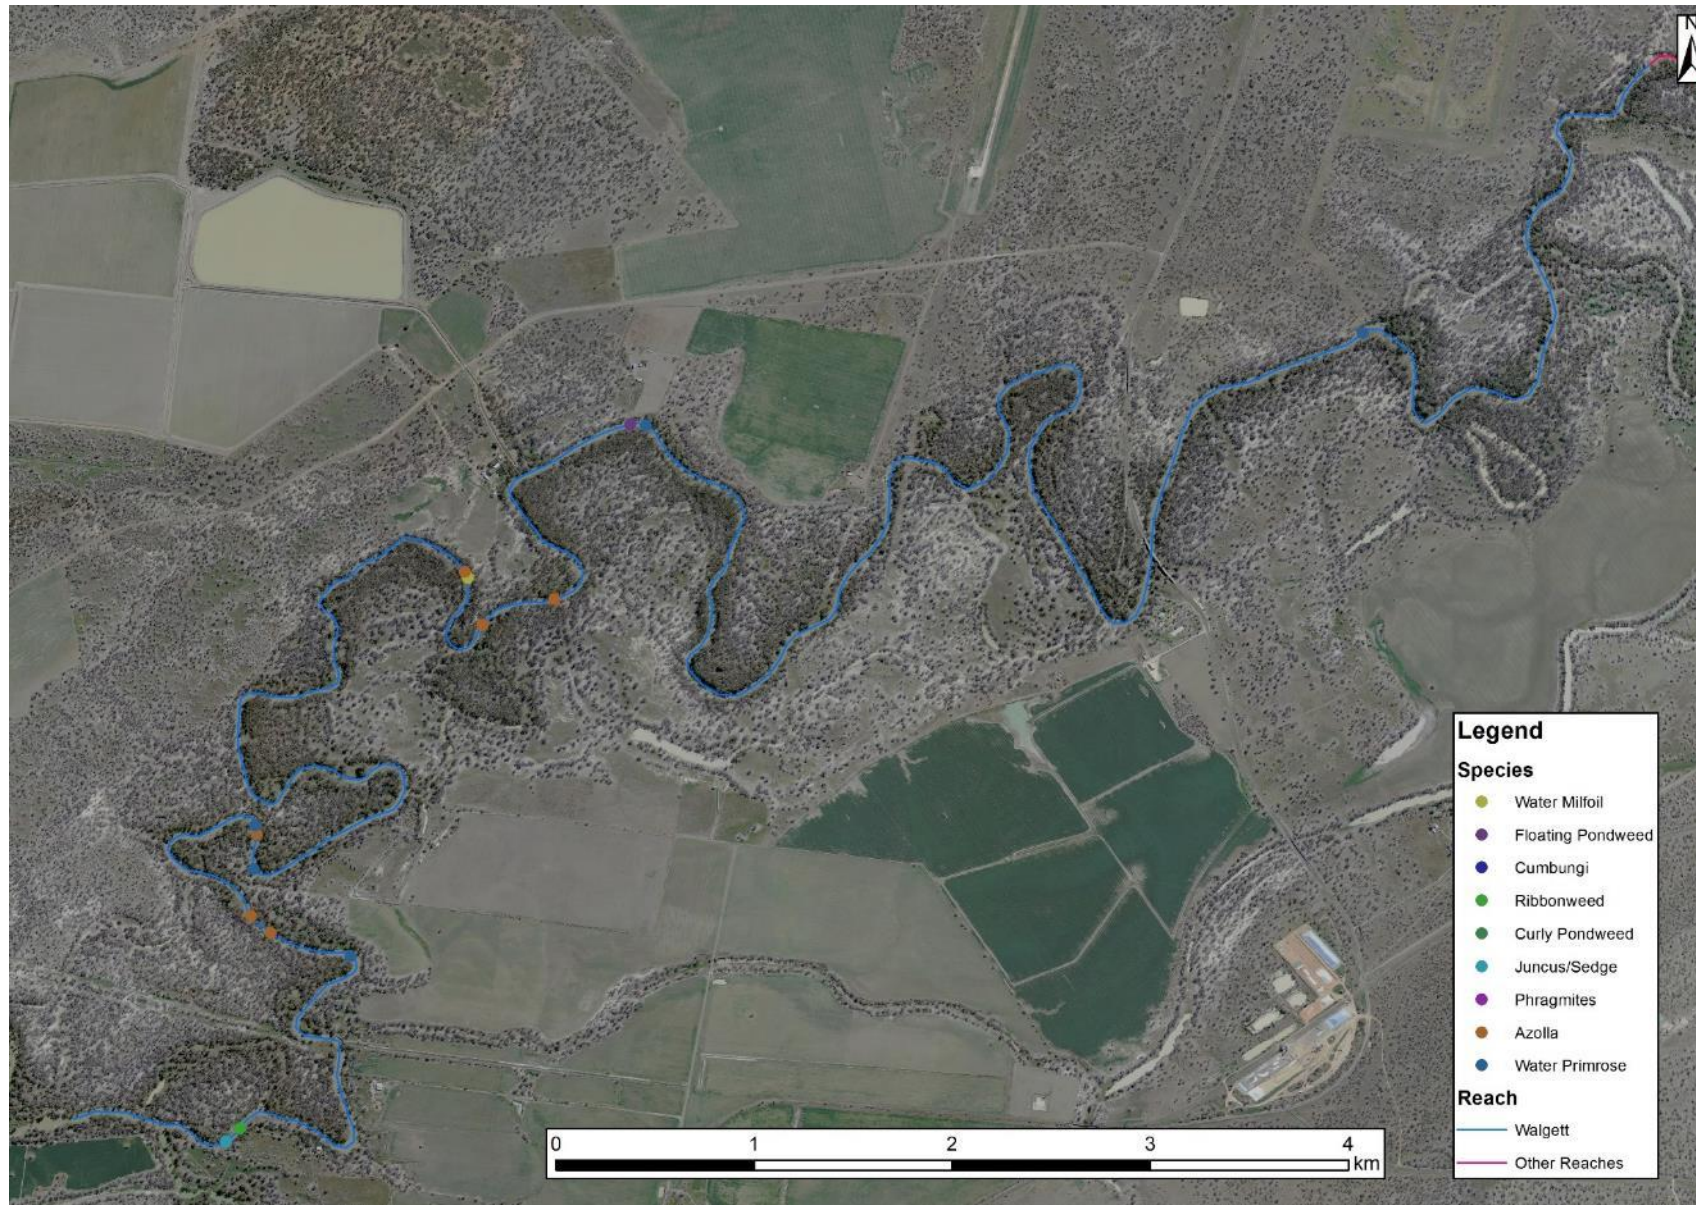 N
Legend
Species
Water Milfoil
Floating Pondweed
Cumbungi
Ribbonweed
Curly Pondweed
Juncus/Sedge
Phragmites
Azolla
Water Primrose
Reach
Walgett
Other Reaches
0 1 2 3 4
km